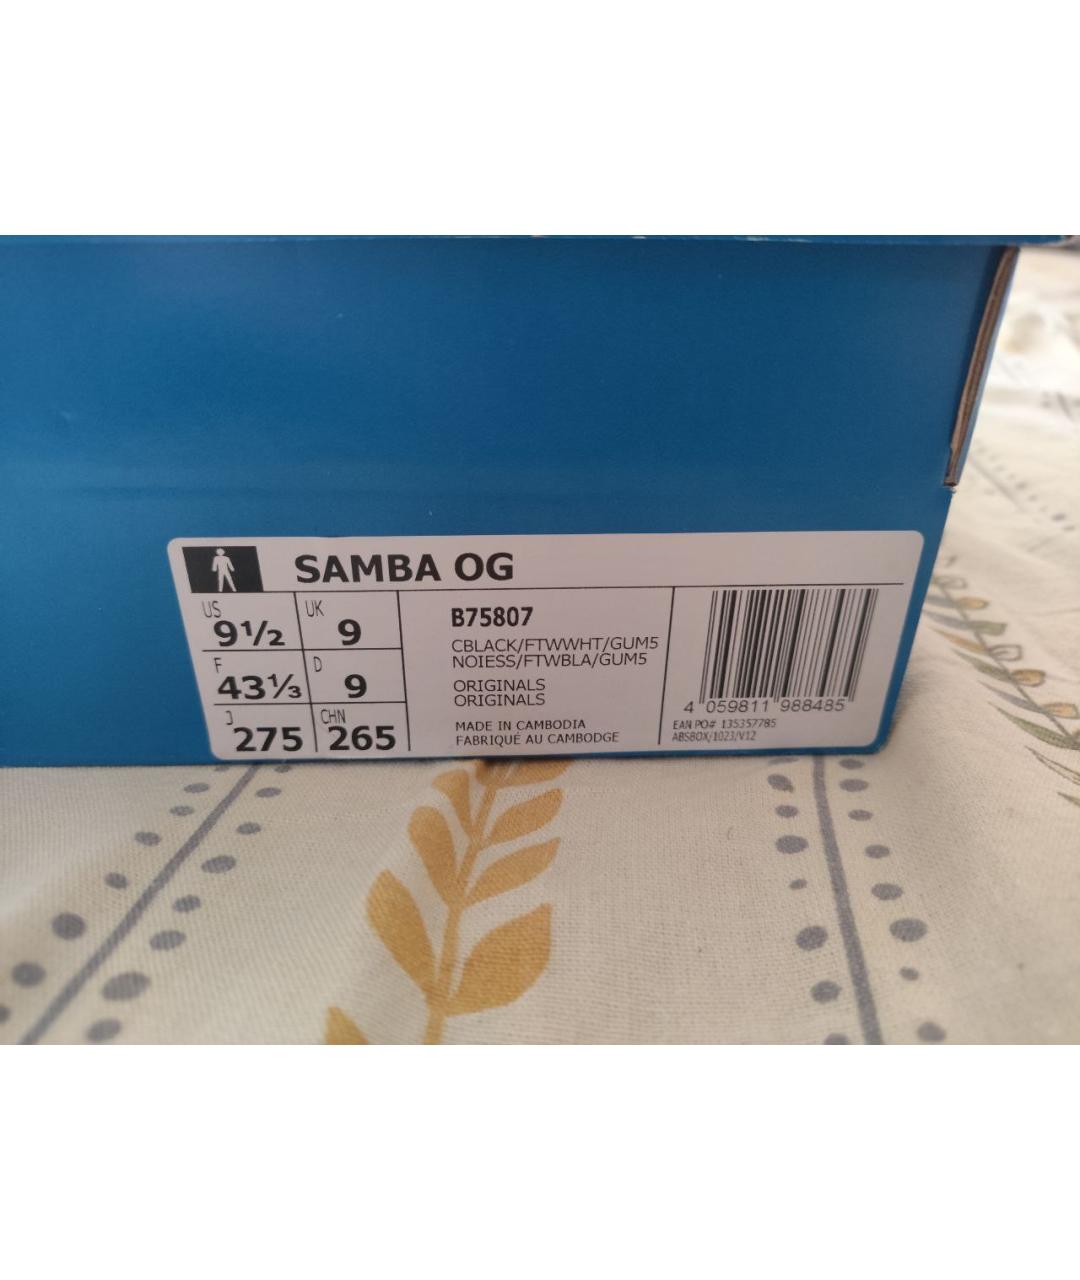 SAMBA OG
US 9½ UK 9
F 43⅓ D 9
J 275 CHN 265
B75807
CBLACK/FTWWHT/GUM5
NOIESS/FTWBLA/GUM5
ORIGINALS
ORIGINALS
MADE IN CAMBODIA
FABRIQUÉ AU CAMBODGE
4 059811 988485
EAN PO# 135357785
ABSBOX/1023/V12